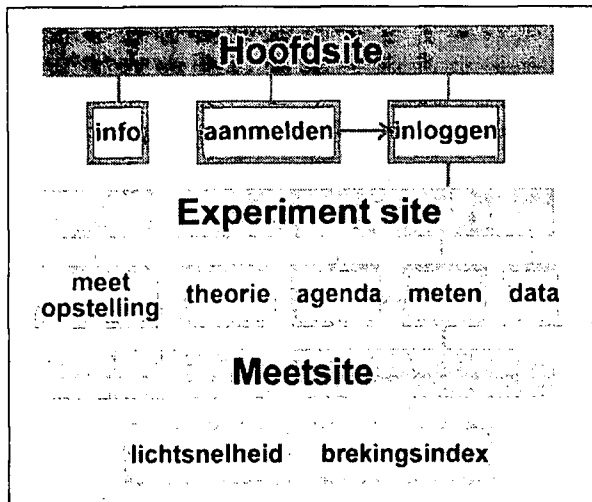 Hoofdsite
info aanmelden inloggen
Experiment site
meet opstelling theorie agenda meten data
Meetsite
lichtsnelheid brekingsindex